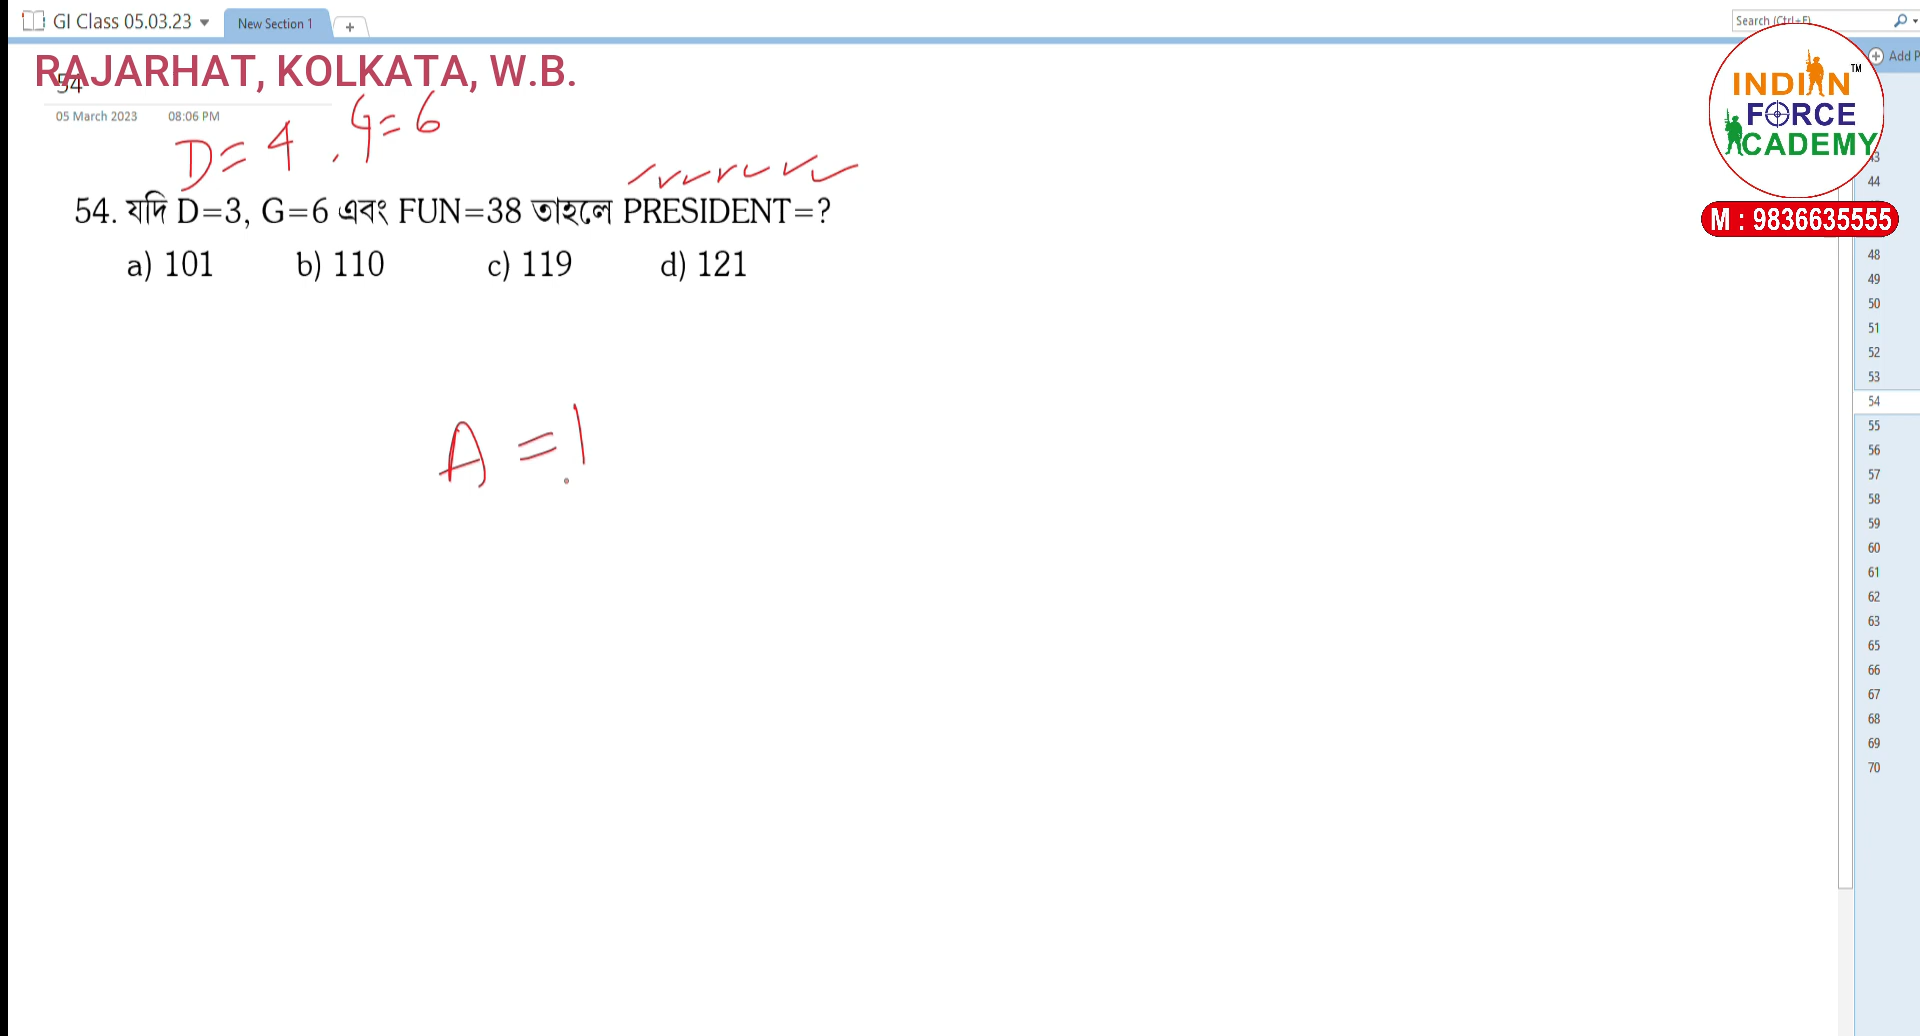 GI Class 05.03.23
New Section 1
+
Search (Ctrl+F)
RAJARHAT, KOLKATA, W.B.
54
05 March 2023 08:06 PM
D = 4 , G = 6
54. যদি D=3, G=6 এবং FUN=38 তাহলে PRESIDENT=?
a) 101 b) 110 c) 119 d) 121
A = 1
INDIAN TM
FORCE
ACADEMY
M : 9836635555
Add P
43
44
48
49
50
51
52
53
54
55
56
57
58
59
60
61
62
63
65
66
67
68
69
70